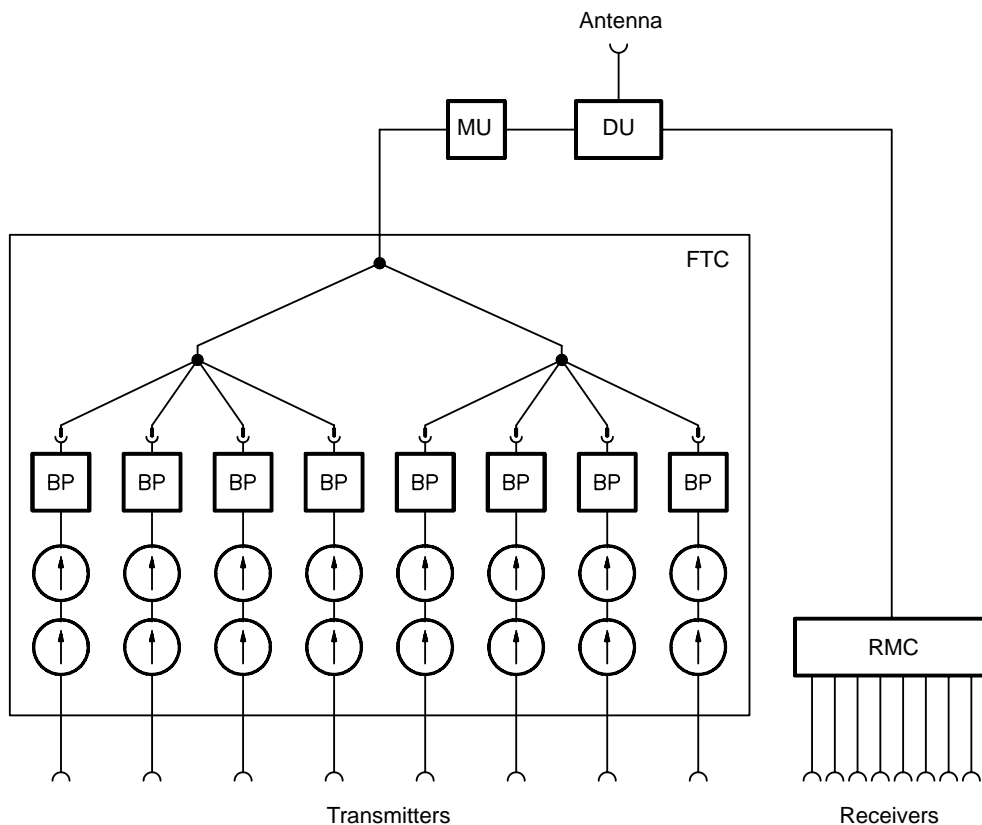 Antenna
MU
DU
FTC
BP BP BP BP BP BP BP BP
RMC
Transmitters
Receivers